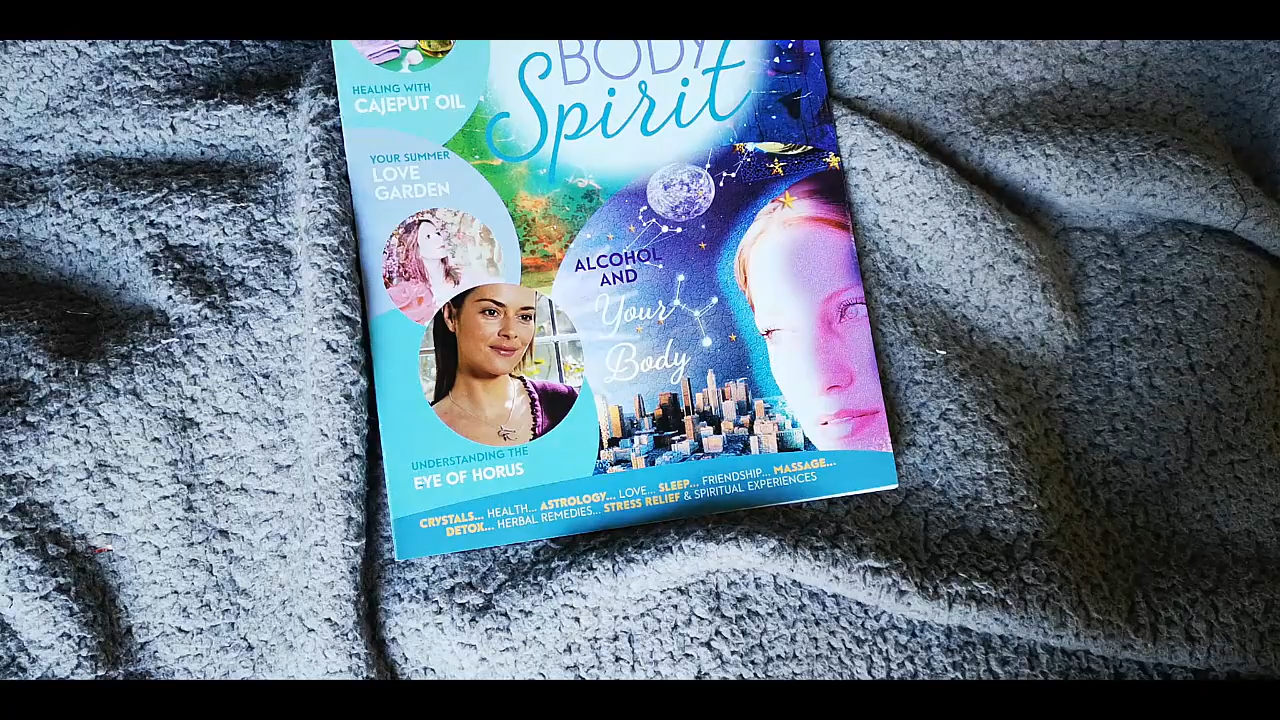 BODY
Spirit
HEALING WITH
CAJEPUT OIL
YOUR SUMMER
LOVE
GARDEN
ALCOHOL
AND
Your
Body
UNDERSTANDING THE
EYE OF HORUS
CRYSTALS... HEALTH... ASTROLOGY... LOVE... SLEEP... FRIENDSHIP... MASSAGE...
DETOX... HERBAL REMEDIES... STRESS RELIEF & SPIRITUAL EXPERIENCES